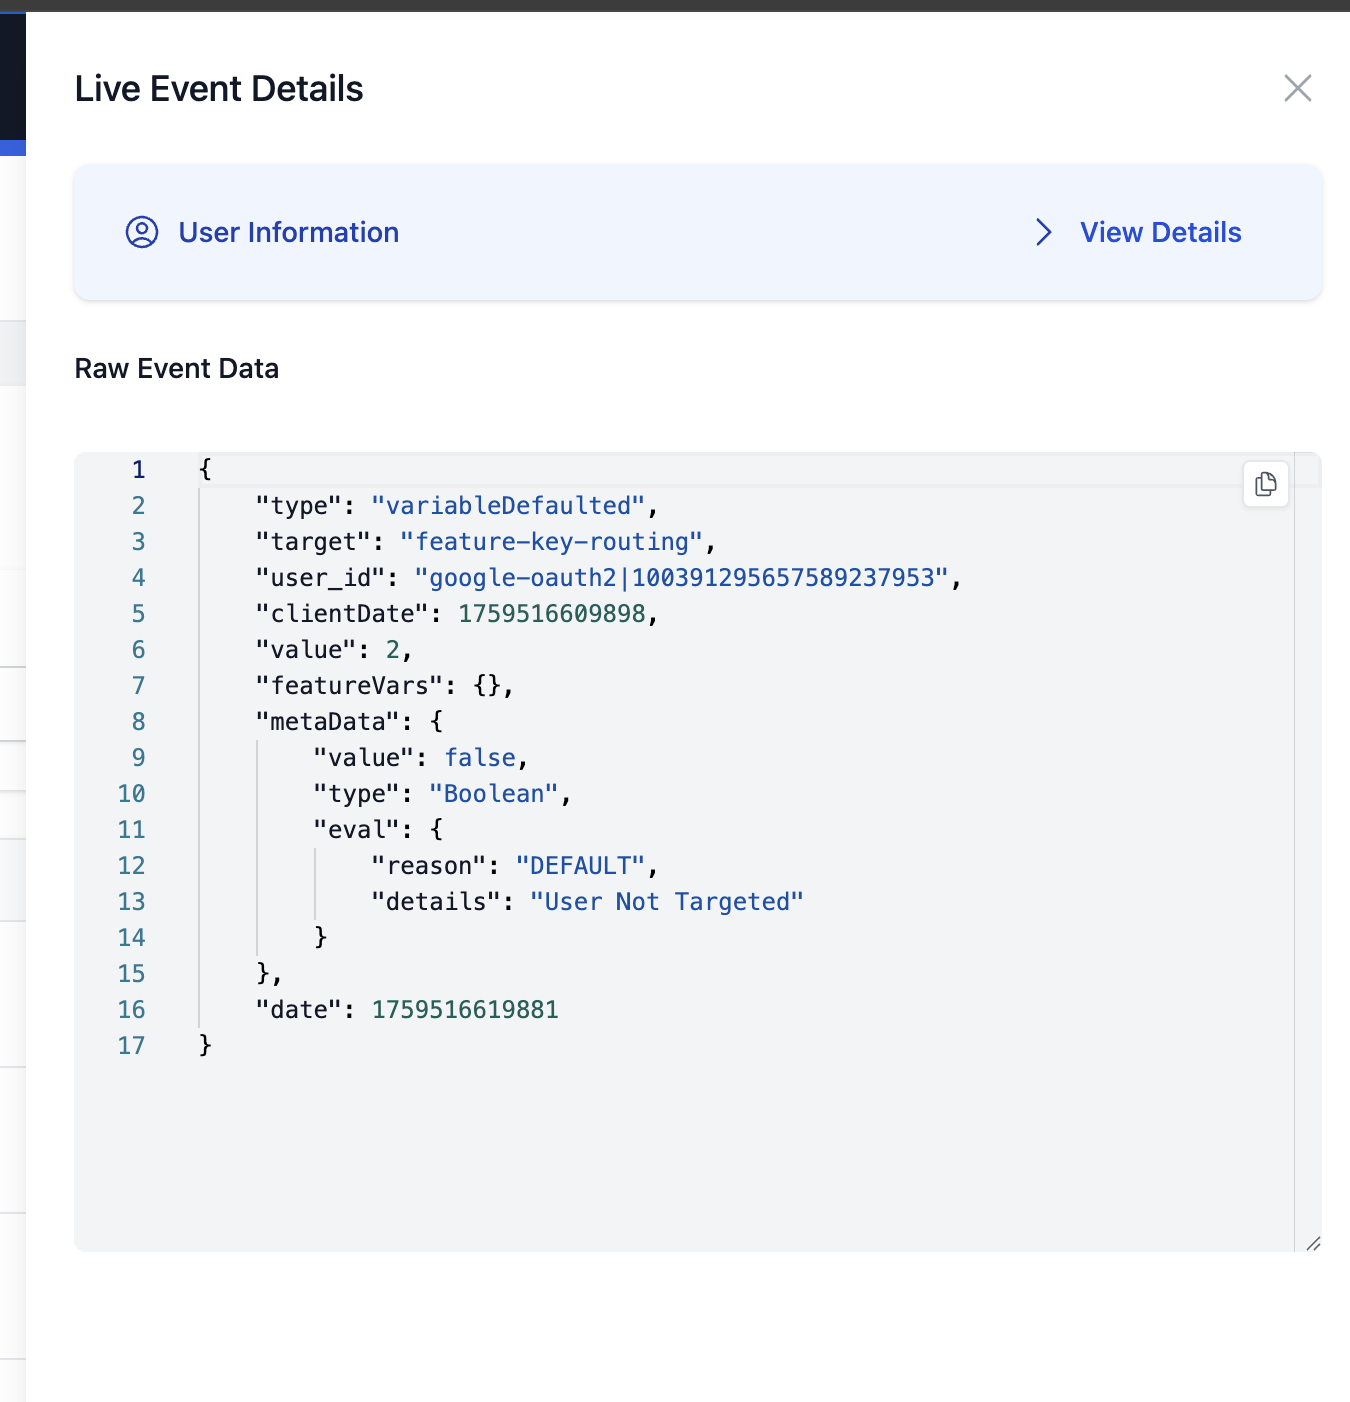 Live Event Details
User Information
View Details
Raw Event Data
1 {
2 "type": "variableDefaulted",
3 "target": "feature-key-routing",
4 "user_id": "google-oauth2|100391295657589237953",
5 "clientDate": 1759516609898,
6 "value": 2,
7 "featureVars": {},
8 "metaData": {
9 "value": false,
10 "type": "Boolean",
11 "eval": {
12 "reason": "DEFAULT",
13 "details": "User Not Targeted"
14 }
15 },
16 "date": 1759516619881
17 }